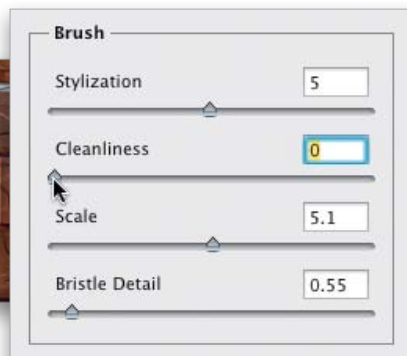 Brush
Stylization 5
Cleanliness 0
Scale 5.1
Bristle Detail 0.55